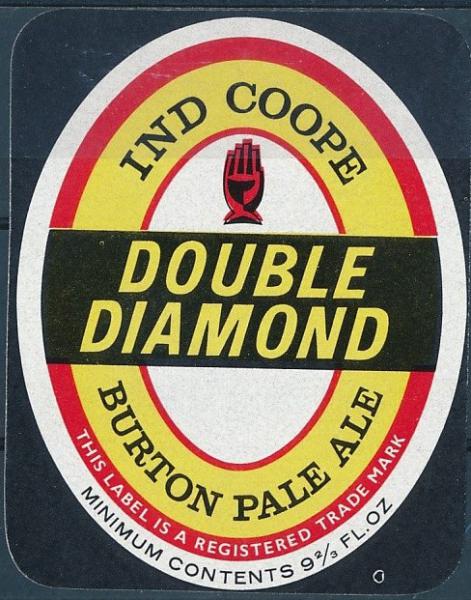 IND COOPE
DOUBLE
DIAMOND
BURTON PALE ALE
THIS LABEL IS A REGISTERED TRADE MARK
MINIMUM CONTENTS 9⅔ FL.OZ